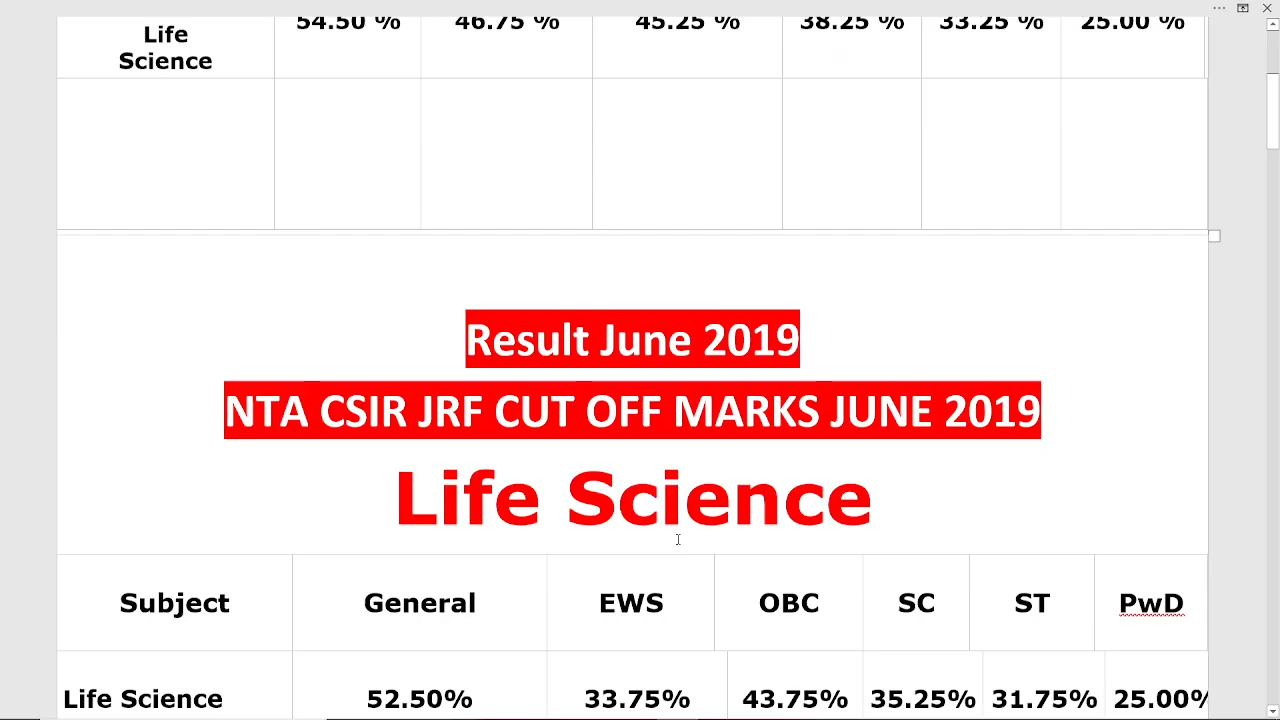 54.50 % 46.75 % 45.25 % 38.25 % 33.25 % 25.00 %
Life
Science
Result June 2019
NTA CSIR JRF CUT OFF MARKS JUNE 2019
Life Science
Subject General EWS OBC SC ST PwD
Life Science 52.50% 33.75% 43.75% 35.25% 31.75% 25.00%